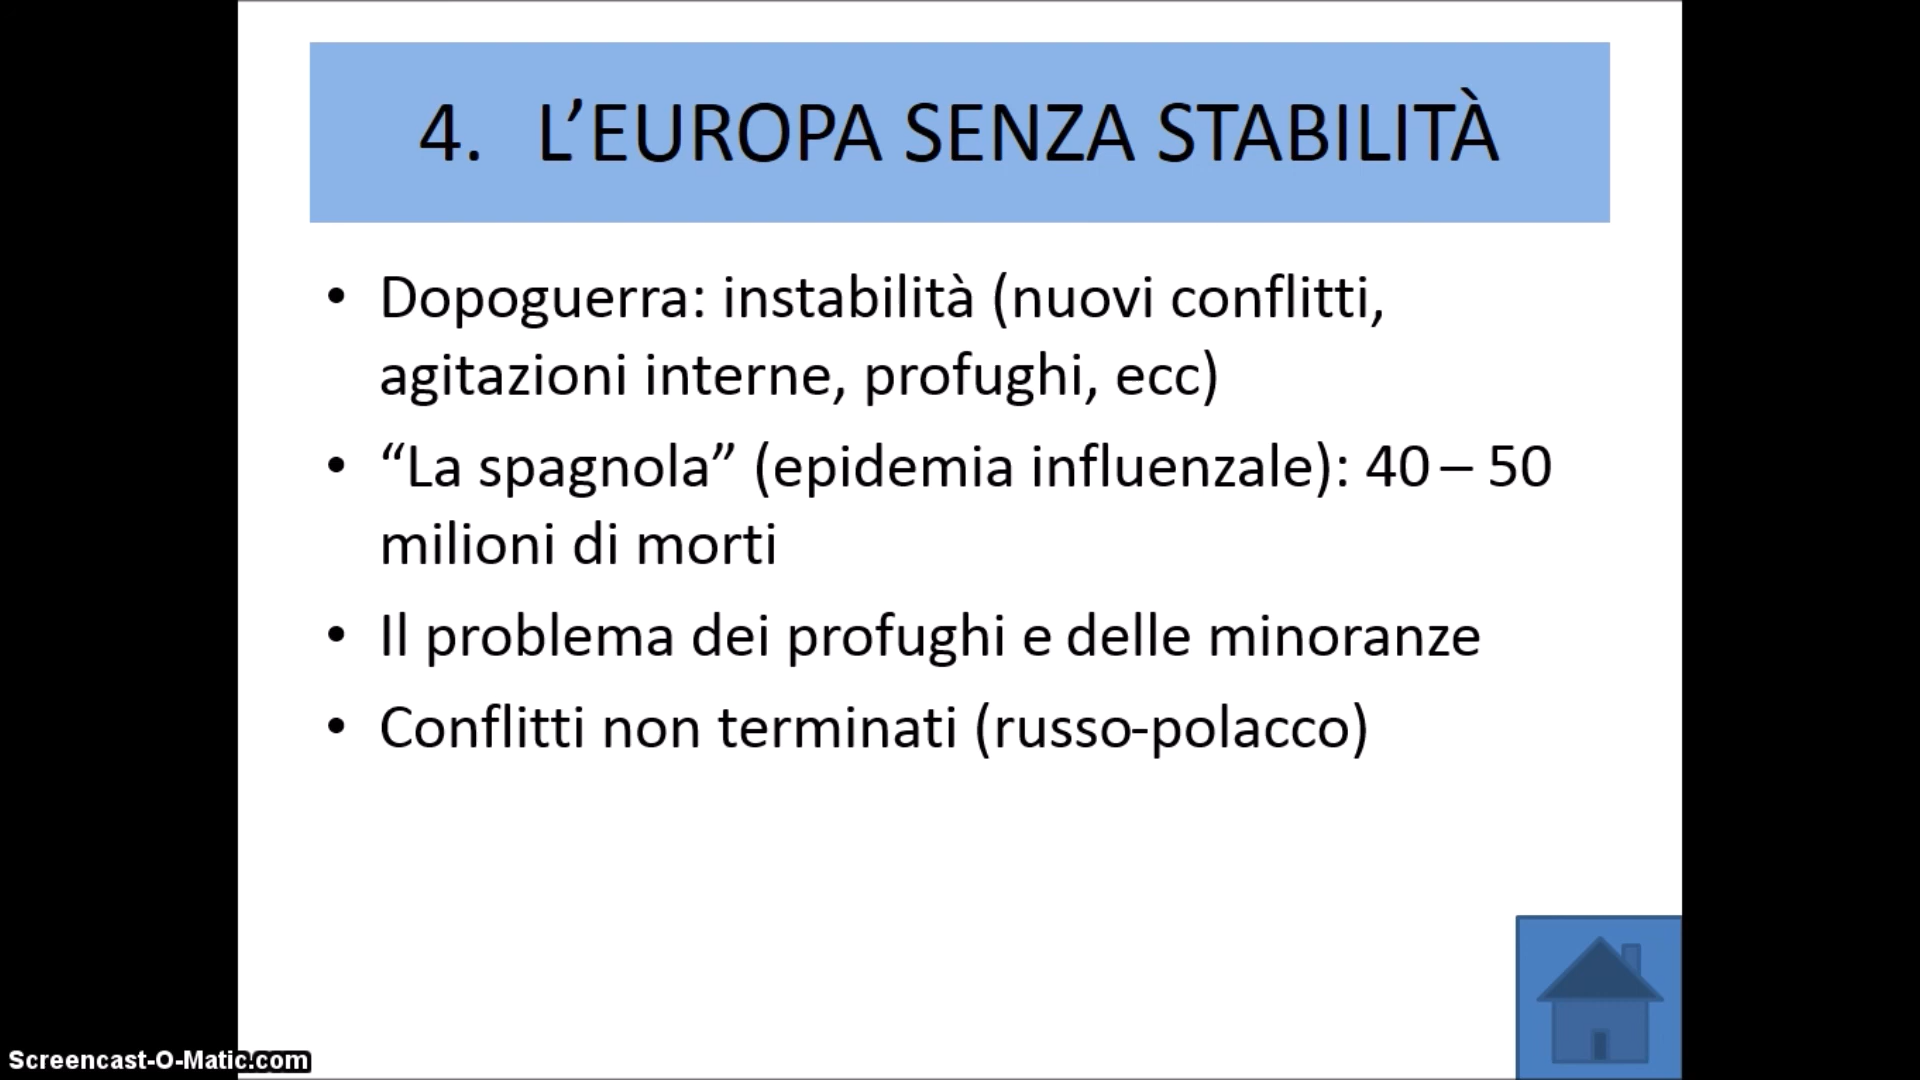 4. L’EUROPA SENZA STABILITÀ
• Dopoguerra: instabilità (nuovi conflitti,
agitazioni interne, profughi, ecc)
• “La spagnola” (epidemia influenzale): 40 – 50
milioni di morti
• Il problema dei profughi e delle minoranze
• Conflitti non terminati (russo-polacco)
Screencast-O-Matic.com